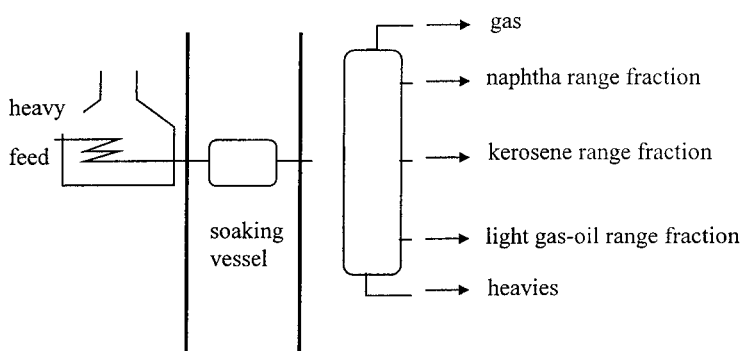 heavy
feed
soaking
vessel
gas
naphtha range fraction
kerosene range fraction
light gas-oil range fraction
heavies